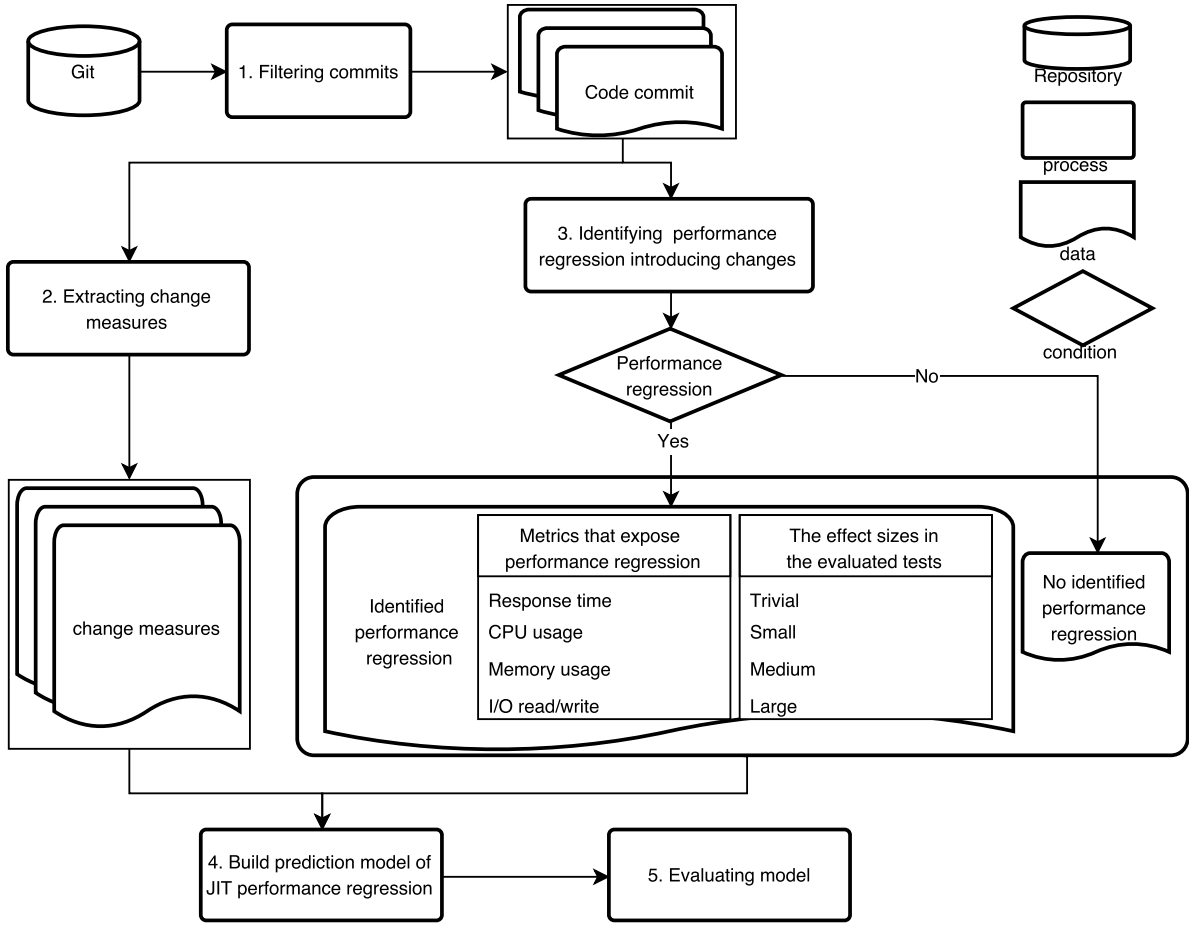 Git
1. Filtering commits
Code commit
Repository
process
data
condition
2. Extracting change
measures
3. Identifying performance
regression introducing changes
Performance
regression
No
Yes
change measures
Identified
performance
regression
Metrics that expose
performance regression
Response time
CPU usage
Memory usage
I/O read/write
The effect sizes in
the evaluated tests
Trivial
Small
Medium
Large
No identified
performance
regression
4. Build prediction model of
JIT performance regression
5. Evaluating model